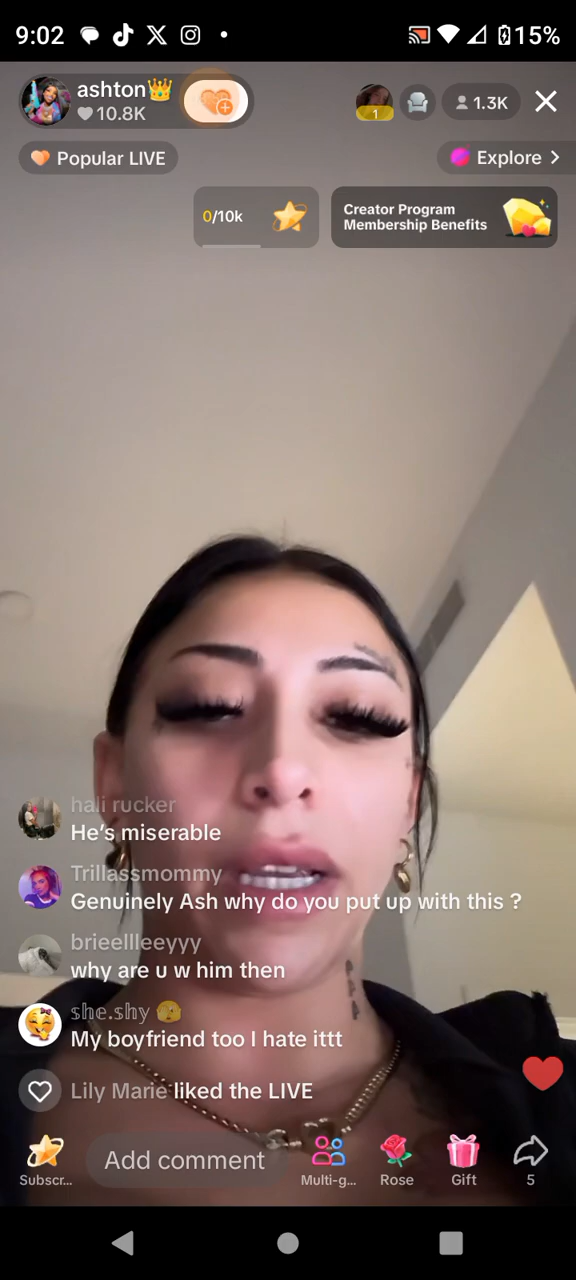 9:02
15%
ashton👑
10.8K
1
1.3K
Popular LIVE
Explore >
0/10k
Creator Program
Membership Benefits
hali rucker
He's miserable
Trillassmommy
Genuinely Ash why do you put up with this ?
brieellleeyyy
why are u w him then
𝕤𝕙𝕖.𝕤𝕙𝕪 🫣
My boyfriend too I hate ittt
Lily Marie liked the LIVE
Subscr...
Add comment
Multi-g...
Rose
Gift
5